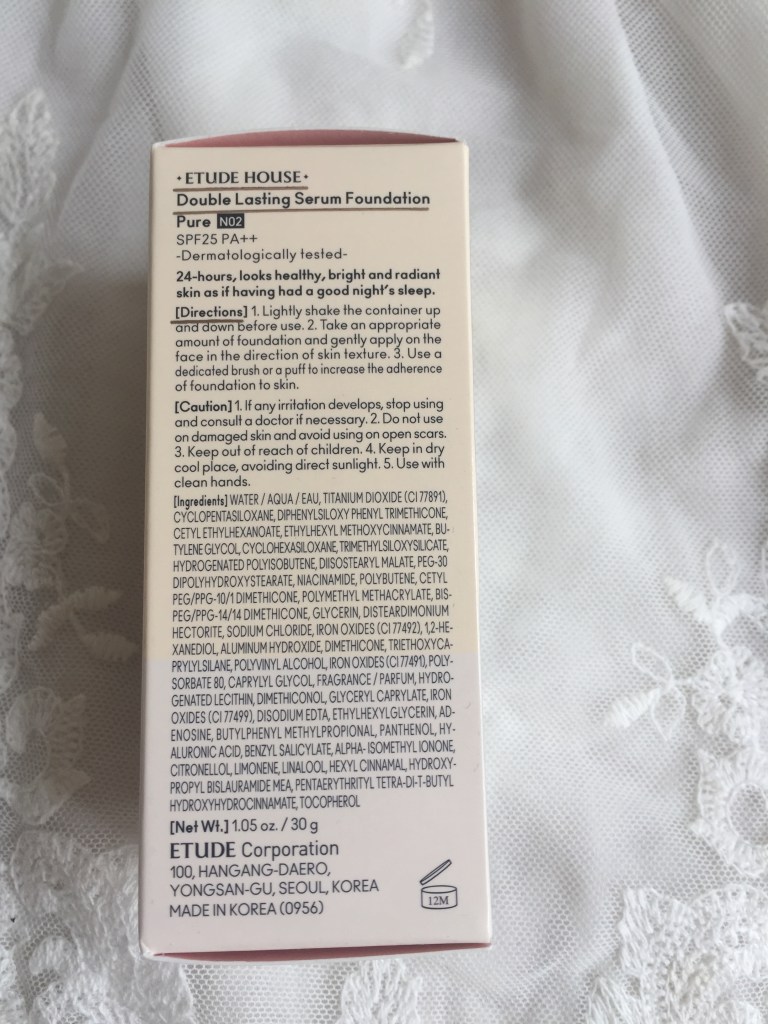 ·ETUDE HOUSE·
Double Lasting Serum Foundation
Pure N02
SPF25 PA++
-Dermatologically tested-
24-hours, looks healthy, bright and radiant
skin as if having had a good night's sleep.
[Directions] 1. Lightly shake the container up
and down before use. 2. Take an appropriate
amount of foundation and gently apply on the
face in the direction of skin texture. 3. Use a
dedicated brush or a puff to increase the adherence
of foundation to skin.
[Caution] 1. If any irritation develops, stop using
and consult a doctor if necessary. 2. Do not use
on damaged skin and avoid using on open scars.
3. Keep out of reach of children. 4. Keep in dry
cool place, avoiding direct sunlight. 5. Use with
clean hands.
[Ingredients] WATER / AQUA / EAU, TITANIUM DIOXIDE (CI 77891),
CYCLOPENTASILOXANE, DIPHENYLSILOXY PHENYL TRIMETHICONE,
CETYL ETHYLHEXANOATE, ETHYLHEXYL METHOXYCINNAMATE, BU-
TYLENE GLYCOL, CYCLOHEXASILOXANE, TRIMETHYLSILOXYSILICATE,
HYDROGENATED POLYISOBUTENE, DIISOSTEARYL MALATE, PEG-30
DIPOLYHYDROXYSTEARATE, NIACINAMIDE, POLYBUTENE, CETYL
PEG/PPG-10/1 DIMETHICONE, POLYMETHYL METHACRYLATE, BIS-
PEG/PPG-14/14 DIMETHICONE, GLYCERIN, DISTEARDIMONIUM
HECTORITE, SODIUM CHLORIDE, IRON OXIDES (CI 77492), 1,2-HE-
XANEDIOL, ALUMINUM HYDROXIDE, DIMETHICONE, TRIETHOXYCA-
PRYLYLSILANE, POLYVINYL ALCOHOL, IRON OXIDES (CI 77491), POLY-
SORBATE 80, CAPRYLYL GLYCOL, FRAGRANCE / PARFUM, HYDRO-
GENATED LECITHIN, DIMETHICONOL, GLYCERYL CAPRYLATE, IRON
OXIDES (CI 77499), DISODIUM EDTA, ETHYLHEXYLGLYCERIN, AD-
ENOSINE, BUTYLPHENYL METHYLPROPIONAL, PANTHENOL, HY-
ALURONIC ACID, BENZYL SALICYLATE, ALPHA- ISOMETHYL IONONE,
CITRONELLOL, LIMONENE, LINALOOL, HEXYL CINNAMAL, HYDROXY-
PROPYL BISLAURAMIDE MEA, PENTAERYTHRITYL TETRA-DI-T-BUTYL
HYDROXYHYDROCINNAMATE, TOCOPHEROL
[Net Wt.] 1.05 oz. / 30 g
ETUDE Corporation
100, HANGANG-DAERO,
YONGSAN-GU, SEOUL, KOREA
MADE IN KOREA (0956)
12M